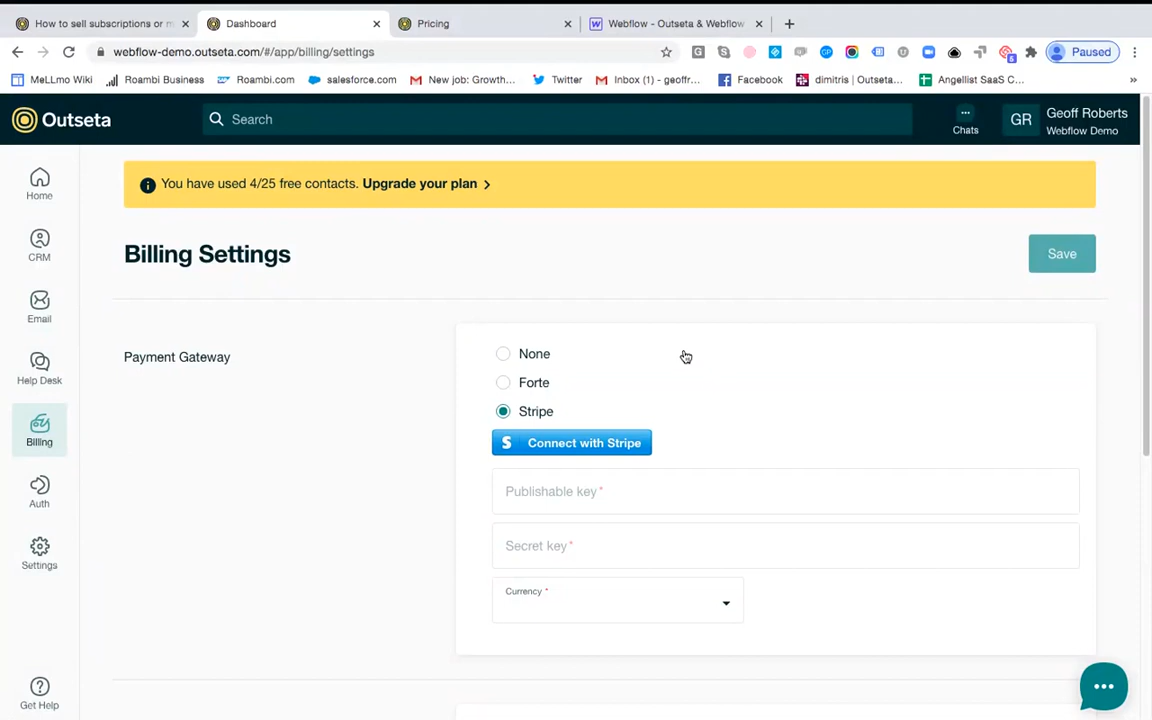 How to sell subscriptions or m
Dashboard
Pricing
Webflow - Outseta & Webflow
webflow-demo.outseta.com/#/app/billing/settings
Paused
MeLLmo Wiki
Roambi Business
Roambi.com
salesforce.com
New job: Growth...
Twitter
Inbox (1) - geoffr...
Facebook
dimitris | Outseta...
Angellist SaaS C...
Outseta
Search
Chats
GR
Geoff Roberts
Webflow Demo
You have used 4/25 free contacts. Upgrade your plan
Home
CRM
Email
Help Desk
Billing
Auth
Settings
Get Help
Billing Settings
Save
Payment Gateway
None
Forte
Stripe
S Connect with Stripe
Publishable key*
Secret key*
Currency *